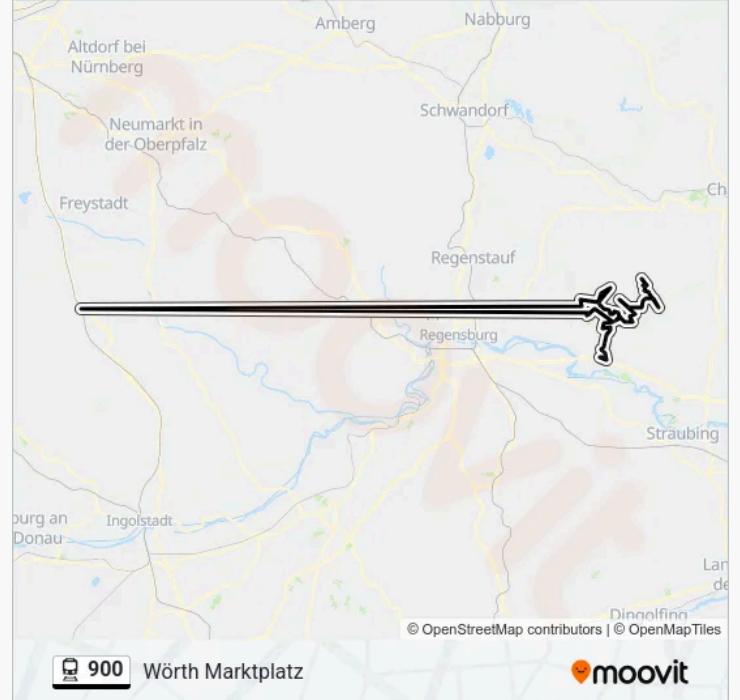 Amberg
Nabburg
Altdorf bei
Nürnberg
Schwandorf
Neumarkt in
der Oberpfalz
Ch
Freystadt
Regenstauf
Regensburg
Straubing
burg an
Donau
Ingolstadt
Lan
de
Dingolfing
© OpenStreetMap contributors | © OpenMapTiles
900
Wörth Marktplatz
moovit
moovit